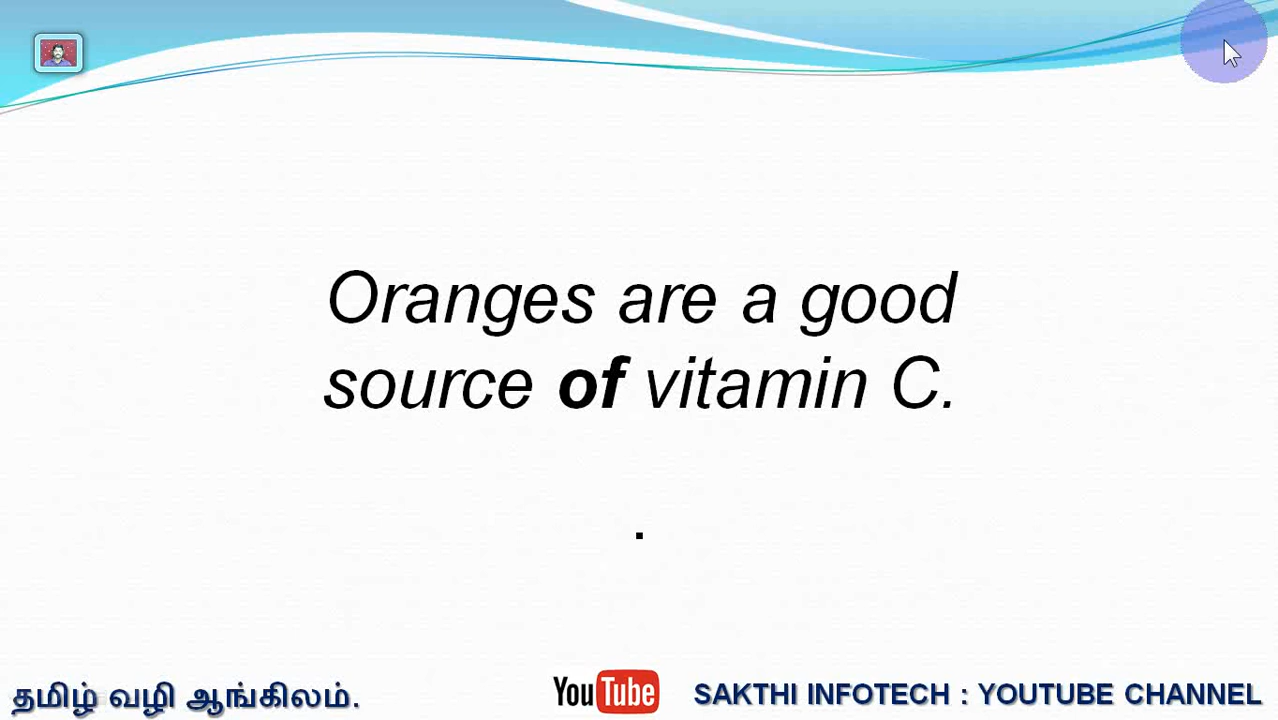 Oranges are a good
source of vitamin C.
.
தமிழ் வழி ஆங்கிலம்.
YouTube
SAKTHI INFOTECH : YOUTUBE CHANNEL